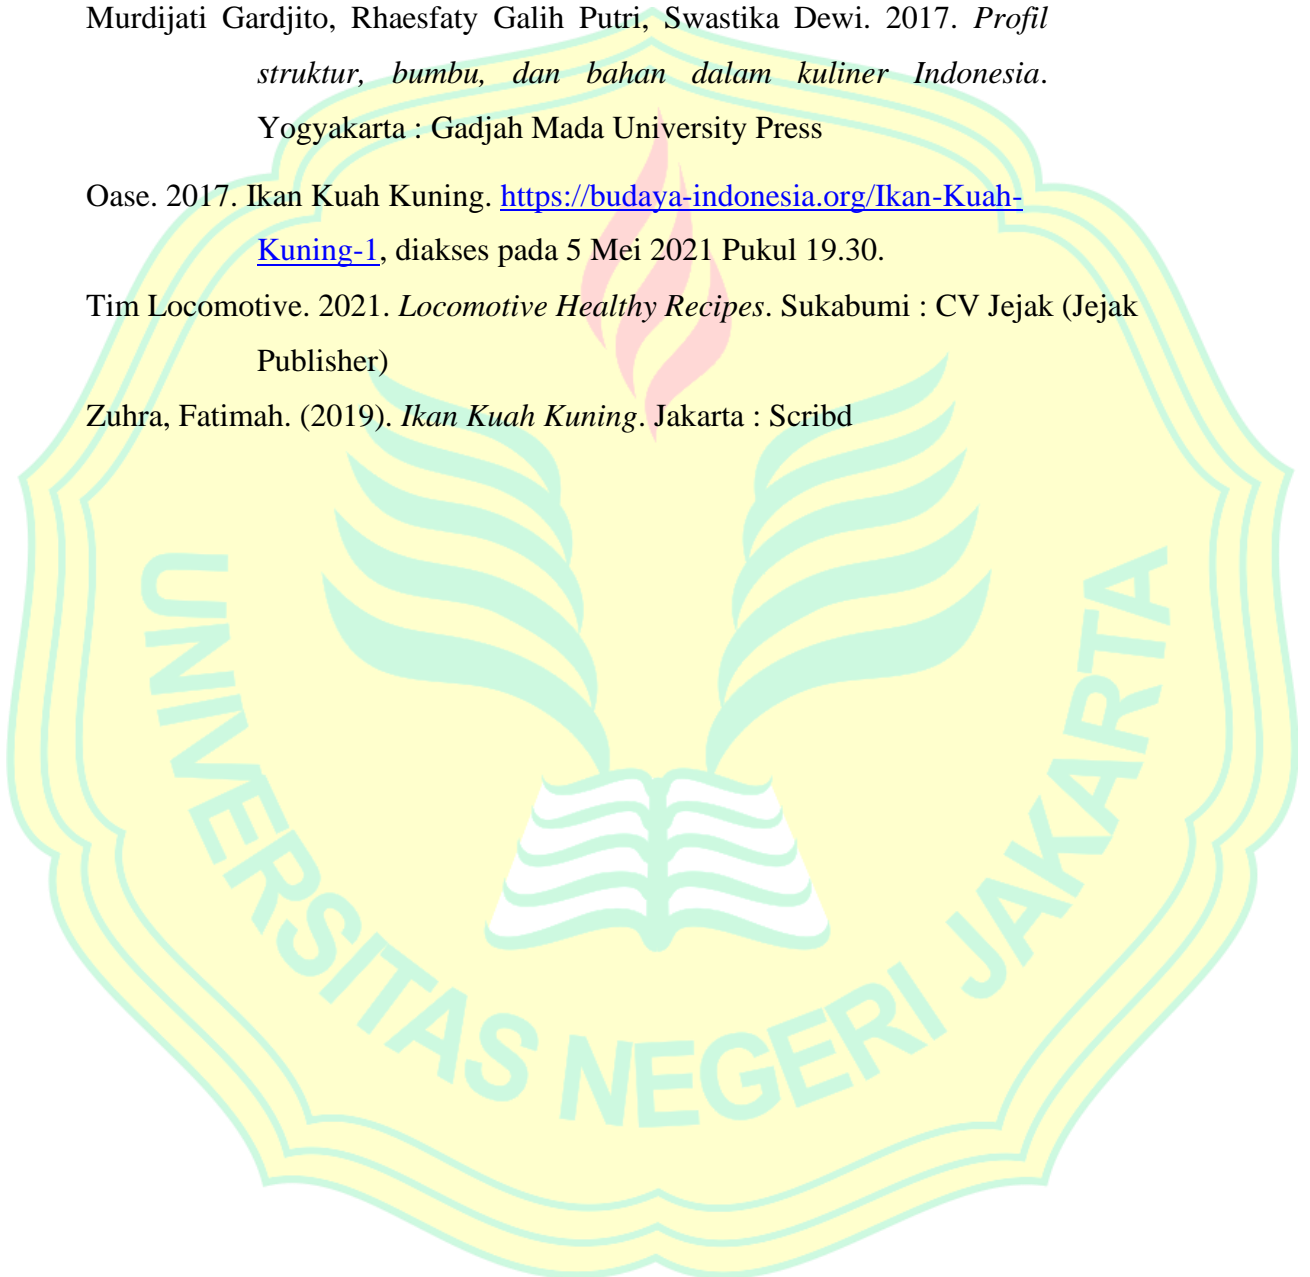 Murdijati Gardjito, Rhaesfaty Galih Putri, Swastika Dewi. 2017. Profil
struktur, bumbu, dan bahan dalam kuliner Indonesia.
Yogyakarta : Gadjah Mada University Press
Oase. 2017. Ikan Kuah Kuning. https://budaya-indonesia.org/Ikan-Kuah-
Kuning-1, diakses pada 5 Mei 2021 Pukul 19.30.
Tim Locomotive. 2021. Locomotive Healthy Recipes. Sukabumi : CV Jejak (Jejak
Publisher)
Zuhra, Fatimah. (2019). Ikan Kuah Kuning. Jakarta : Scribd
UNIVERSITAS NEGERI JAKARTA